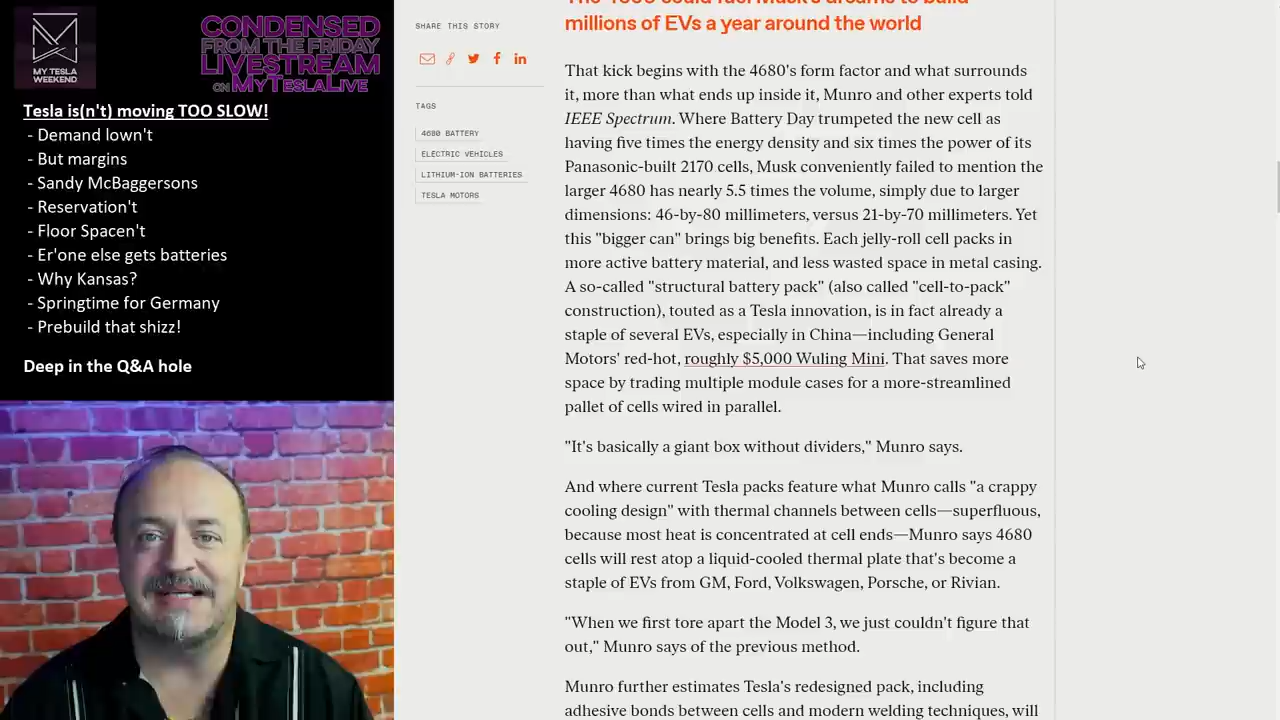 MY TESLA
WEEKEND
CONDENSED
FROM THE FRIDAY
LIVESTREAM
ON MYTESLALIVE
Tesla is(n't) moving TOO SLOW!
- Demand lown't
- But margins
- Sandy McBaggersons
- Reservation't
- Floor Spacen't
- Er'one else gets batteries
- Why Kansas?
- Springtime for Germany
- Prebuild that shizz!
Deep in the Q&A hole
SHARE THIS STORY
TAGS
4680 BATTERY
ELECTRIC VEHICLES
LITHIUM-ION BATTERIES
TESLA MOTORS
millions of EVs a year around the world
That kick begins with the 4680's form factor and what surrounds
it, more than what ends up inside it, Munro and other experts told
IEEE Spectrum. Where Battery Day trumpeted the new cell as
having five times the energy density and six times the power of its
Panasonic-built 2170 cells, Musk conveniently failed to mention the
larger 4680 has nearly 5.5 times the volume, simply due to larger
dimensions: 46-by-80 millimeters, versus 21-by-70 millimeters. Yet
this "bigger can" brings big benefits. Each jelly-roll cell packs in
more active battery material, and less wasted space in metal casing.
A so-called "structural battery pack" (also called "cell-to-pack"
construction), touted as a Tesla innovation, is in fact already a
staple of several EVs, especially in China—including General
Motors' red-hot, roughly $5,000 Wuling Mini. That saves more
space by trading multiple module cases for a more-streamlined
pallet of cells wired in parallel.
"It's basically a giant box without dividers," Munro says.
And where current Tesla packs feature what Munro calls "a crappy
cooling design" with thermal channels between cells—superfluous,
because most heat is concentrated at cell ends—Munro says 4680
cells will rest atop a liquid-cooled thermal plate that's become a
staple of EVs from GM, Ford, Volkswagen, Porsche, or Rivian.
"When we first tore apart the Model 3, we just couldn't figure that
out," Munro says of the previous method.
Munro further estimates Tesla's redesigned pack, including
adhesive bonds between cells and modern welding techniques, will